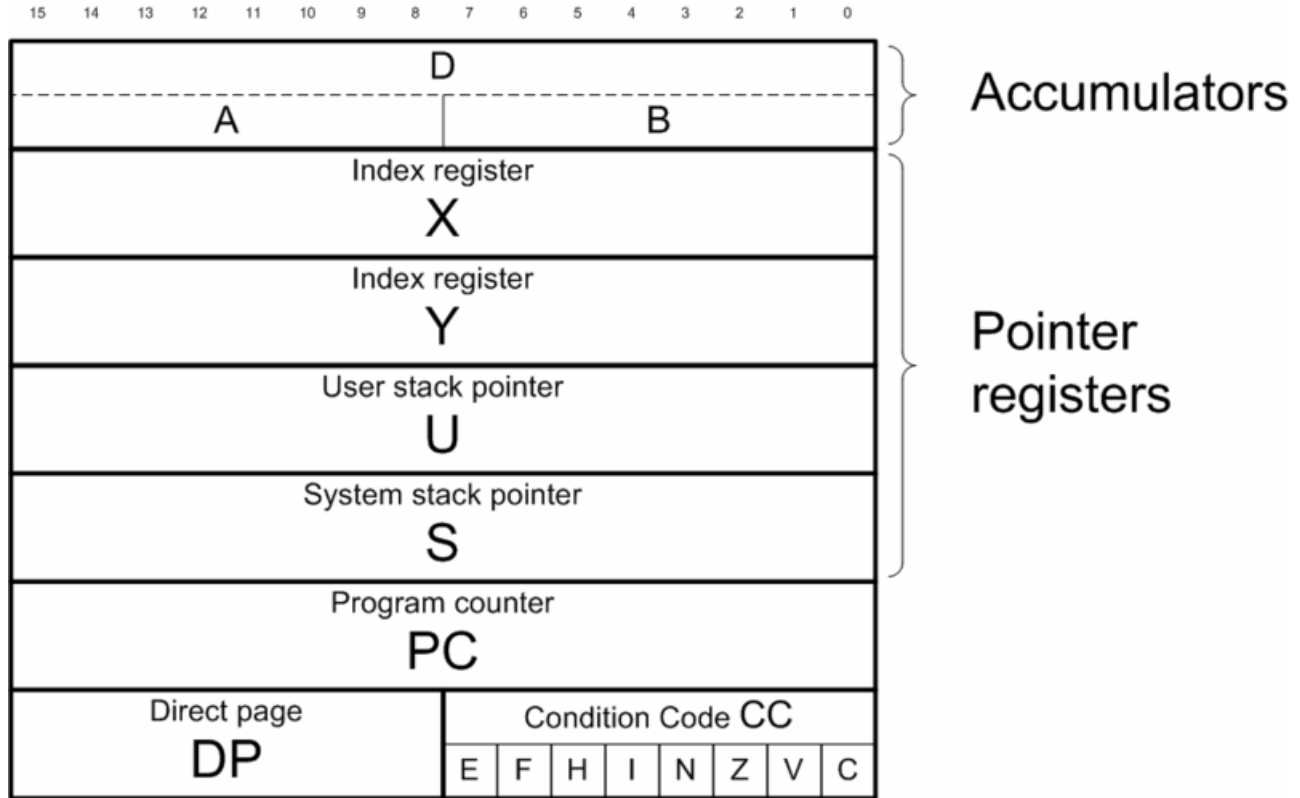 15 14 13 12 11 10 9 8 7 6 5 4 3 2 1 0
D
A B
Accumulators
Index register
X
Index register
Y
Pointer
registers
User stack pointer
U
System stack pointer
S
Program counter
PC
Direct page
DP
Condition Code CC
E F H I N Z V C